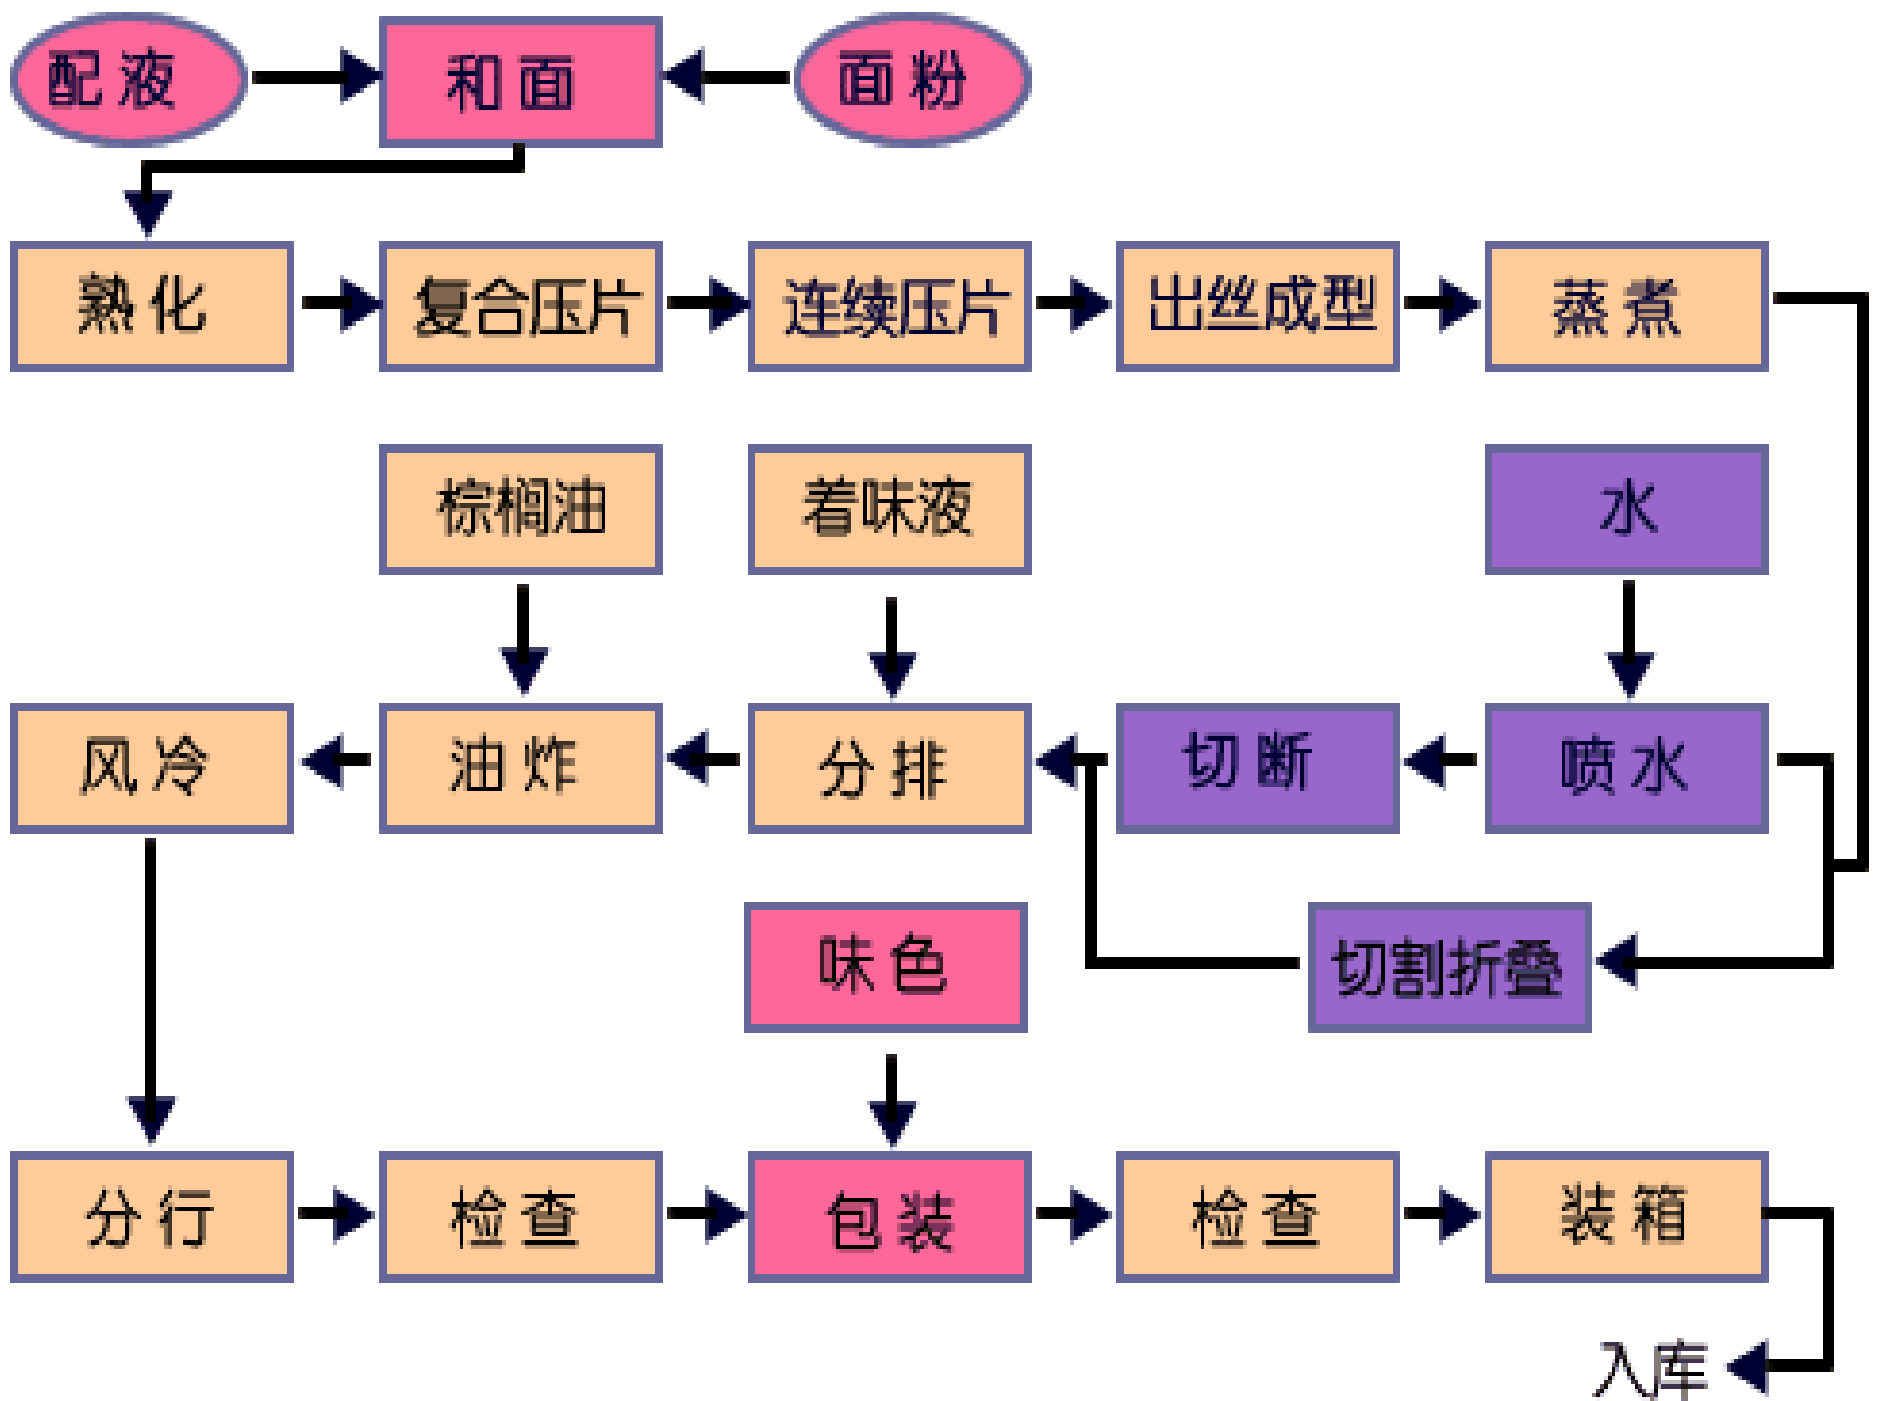 配液 和面 面粉
熟化 复合压片 连续压片 出丝成型 蒸煮
棕榈油 着味液 水
风冷 油炸 分排 切断 喷水
味色 切割折叠
分行 检查 包装 检查 装箱
入库